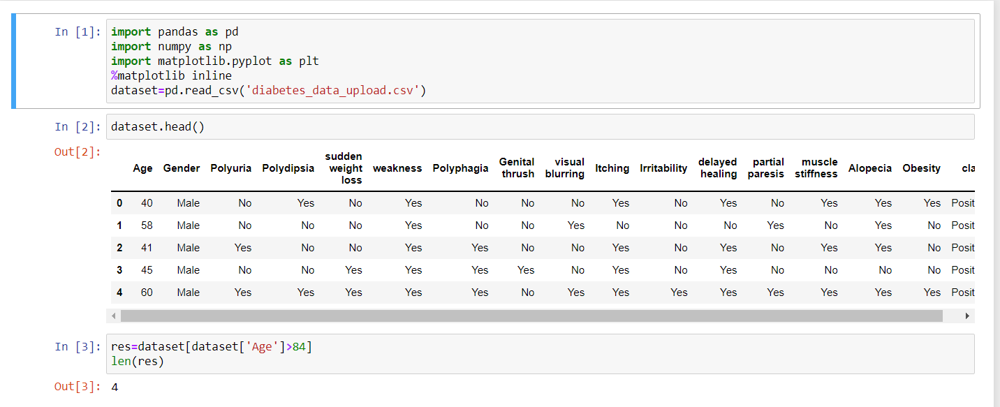 In [1]: import pandas as pd
import numpy as np
import matplotlib.pyplot as plt
%matplotlib inline
dataset=pd.read_csv('diabetes_data_upload.csv')
In [2]: dataset.head()
Out[2]:
Age Gender Polyuria Polydipsia sudden weight loss weakness Polyphagia Genital thrush visual blurring Itching Irritability delayed healing partial paresis muscle stiffness Alopecia Obesity cla
0 40 Male No Yes No Yes No No No Yes No Yes No Yes Yes Yes Posit
1 58 Male No No No Yes No No Yes No No No Yes No Yes No Posit
2 41 Male Yes No No Yes Yes No No Yes No Yes No Yes Yes No Posit
3 45 Male No No Yes Yes Yes Yes No Yes No Yes No No No No Posit
4 60 Male Yes Yes Yes Yes Yes No Yes Yes Yes Yes Yes Yes Yes Yes Posit
In [3]: res=dataset[dataset['Age']>84]
len(res)
Out[3]: 4